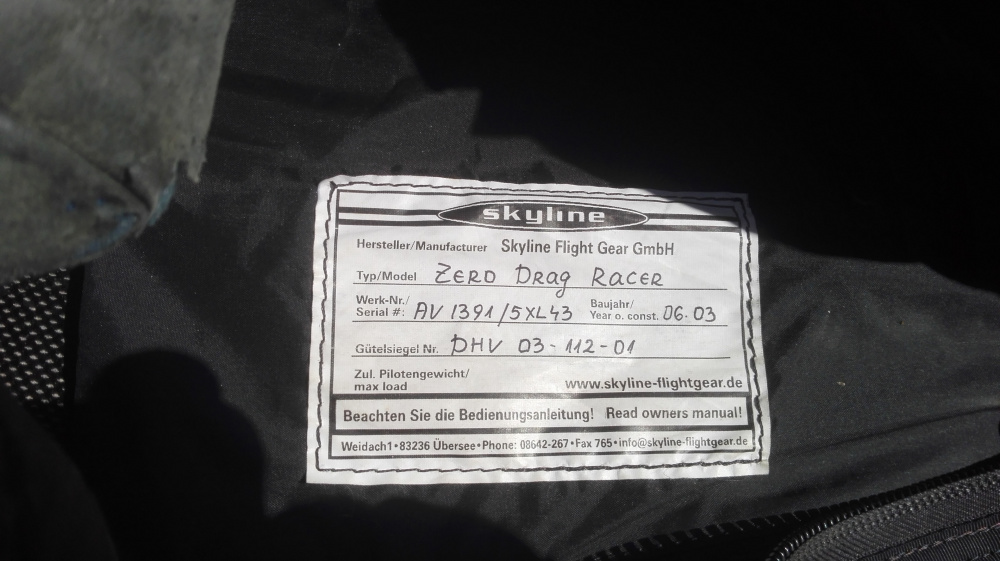 skyline
Hersteller/Manufacturer Skyline Flight Gear GmbH
Typ/Model ZERO DRAG RACER
Werk-Nr./ Serial #: AV 1391/5XL43 Baujahr/ Year o. const. 06.03
Gütelsiegel Nr. DHV 03-112-01
Zul. Pilotengewicht/
max load www.skyline-flightgear.de
Beachten Sie die Bedienungsanleitung! Read owners manual!
Weidach1•83236 Übersee•Phone: 08642-267•Fax 765•info@skyline-flightgear.de